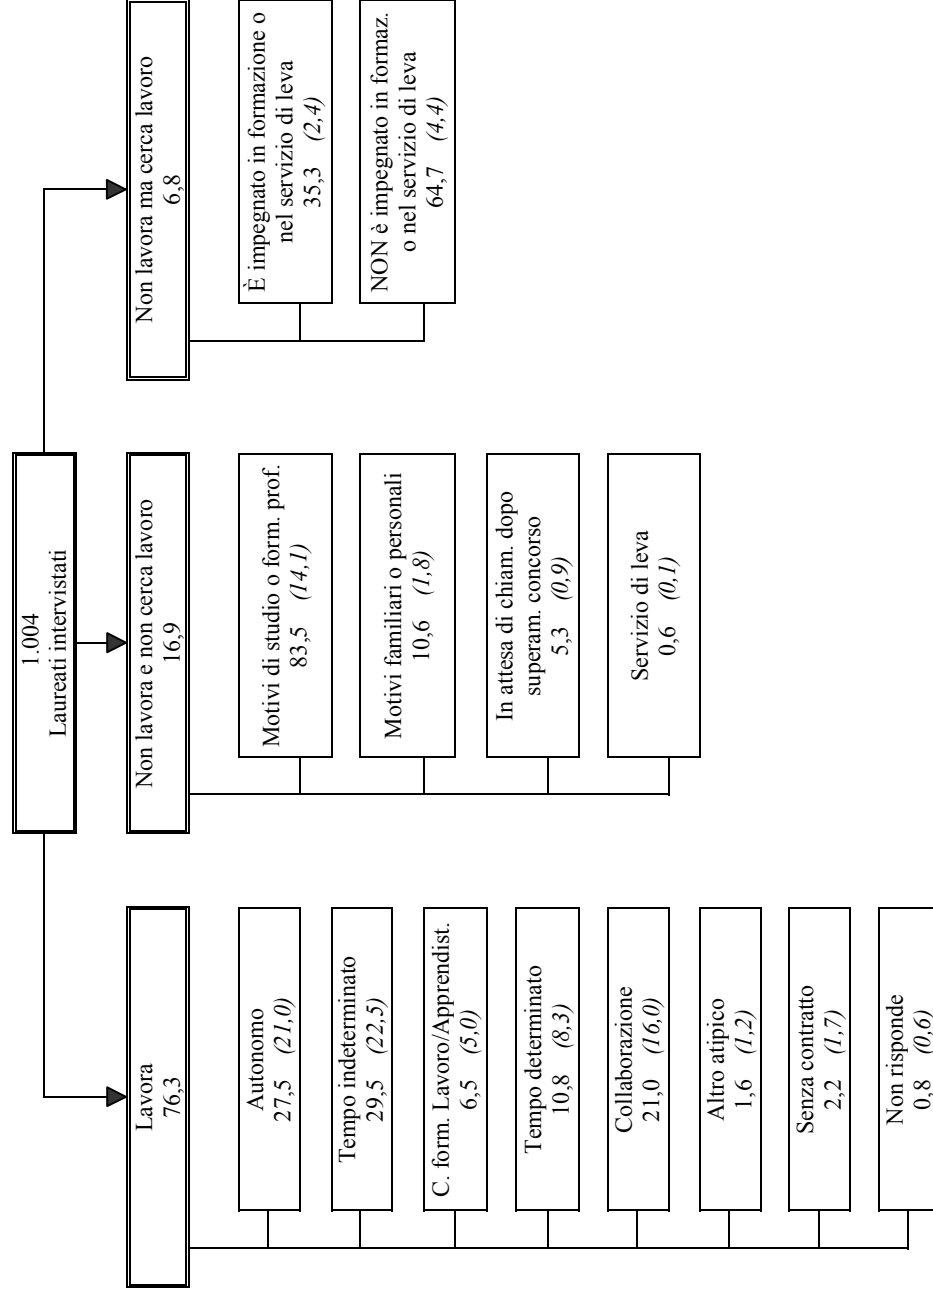 1.004
Laureati intervistati
Lavora
76,3
Autonomo
27,5 (21,0)
Tempo indeterminato
29,5 (22,5)
C. form. Lavoro/Apprendist.
6,5 (5,0)
Tempo determinato
10,8 (8,3)
Collaborazione
21,0 (16,0)
Altro atipico
1,6 (1,2)
Senza contratto
2,2 (1,7)
Non risponde
0,8 (0,6)
Non lavora e non cerca lavoro
16,9
Motivi di studio o form. prof.
83,5 (14,1)
Motivi familiari o personali
10,6 (1,8)
In attesa di chiam. dopo
superam. concorso
5,3 (0,9)
Servizio di leva
0,6 (0,1)
Non lavora ma cerca lavoro
6,8
È impegnato in formazione o
nel servizio di leva
35,3 (2,4)
NON è impegnato in formaz.
o nel servizio di leva
64,7 (4,4)